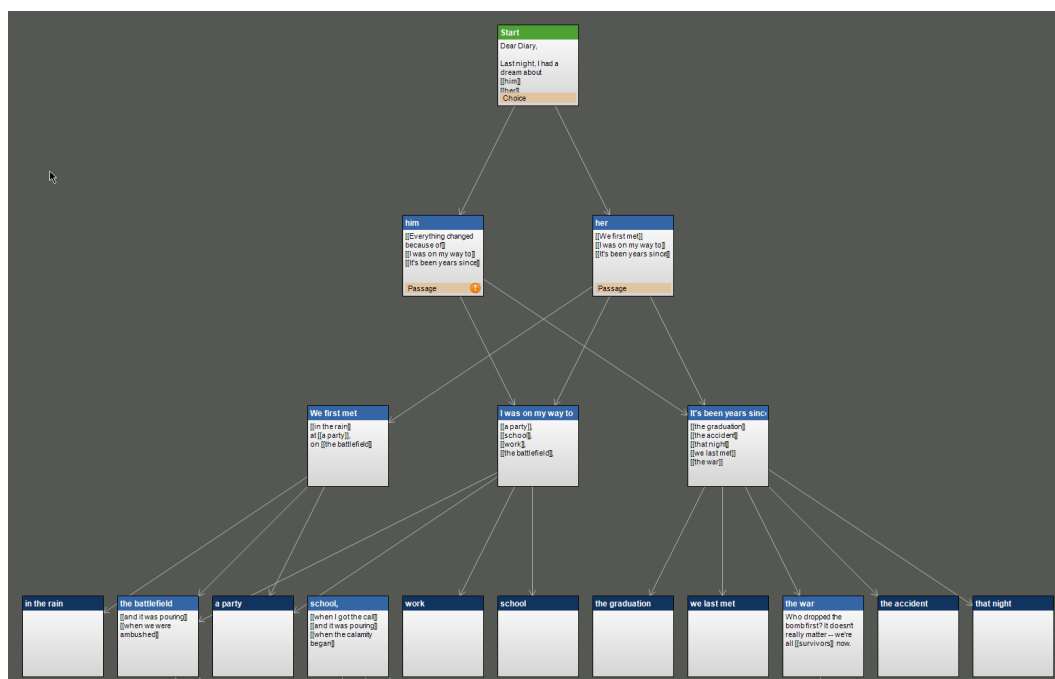 Start
Dear Diary,
Last night, I had a
dream about
[[him]]
[[her]]
Choice
him
[[Everything changed
because of]]
[[I was on my way to]]
[[It's been years since]]
Passage
her
[[We first met]]
[[I was on my way to]]
[[It's been years since]]
Passage
We first met
[[in the rain]]
at [[a party]],
on [[the battlefield]]
I was on my way to
[[a party]],
[[school]],
[[work]],
[[the battlefield]],
It's been years since
[[the graduation]]
[[the accident]]
[[that night]]
[[we last met]]
[[the war]]
in the rain
the battlefield
[[and it was pouring]]
[[when we were
ambushed]]
a party
school,
[[when I got the call]]
[[and it was pouring]]
[[when the calamity
began]]
work
school
the graduation
we last met
the war
Who dropped the
bomb first? It doesn't
really matter -- we're
all [[survivors]] now.
the accident
that night